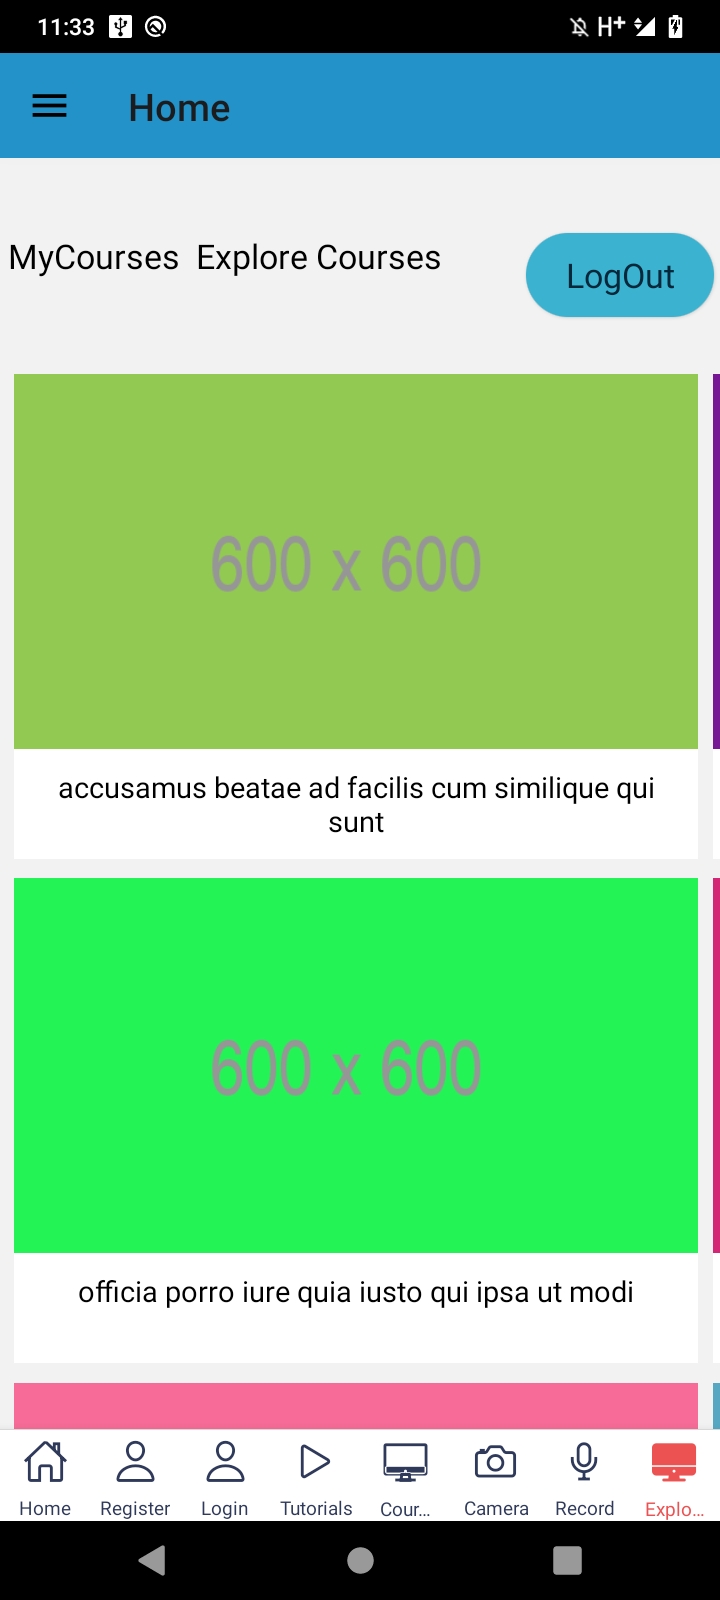 11:33
H+
Home
MyCourses Explore Courses
LogOut
600 x 600
accusamus beatae ad facilis cum similique qui
sunt
600 x 600
officia porro iure quia iusto qui ipsa ut modi
Home Register Login Tutorials Cour... Camera Record Explo...